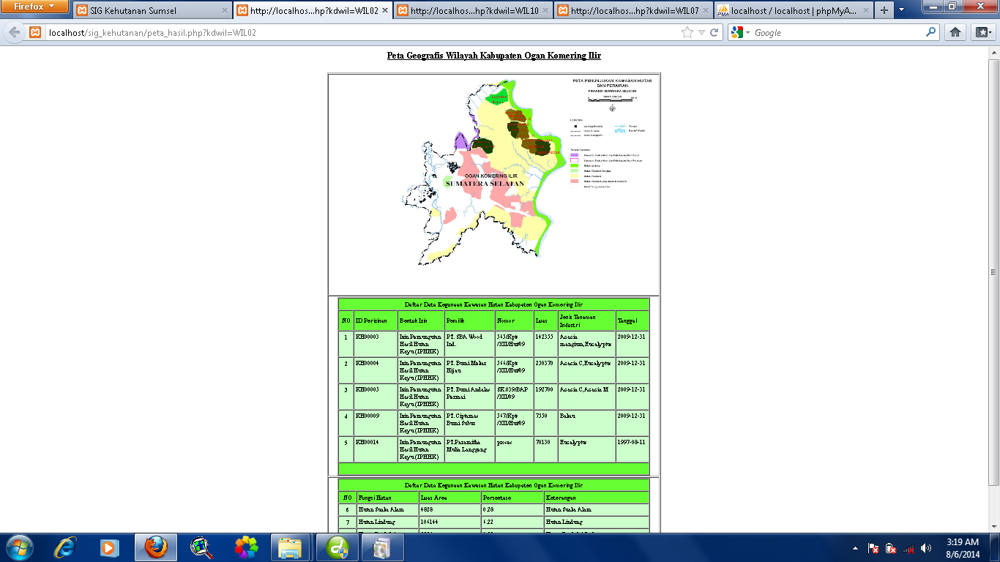 Firefox
SIG Kehutanan Sumsel
http://localhos...hp?kdwil=WIL02
http://localhos...hp?kdwil=WIL10
http://localhos...hp?kdwil=WIL07
localhost / localhost | phpMyA...
localhost/sig_kehutanan/peta_hasil.php?kdwil=WIL02
Google
Peta Geografis Wilayah Kabupaten Ogan Komering Ilir
PETA PENUNJUKAN KAWASAN HUTAN
DAN PERAIRAN
PROVINSI SUMATERA SELATAN
OGAN KOMERING ILIR
SUMATERA SELATAN
Hutan Lindung
Daftar Data Kegunaan Kawasan Hutan Kabupaten Ogan Komering Ilir
NO ID Perizinan Bentuk Izin Pemilik Nomor Luas Jenis Tanaman Industri Tanggal
1 KH00003 Izin Pemungutan Hasil Hutan Kayu (IPHHK) PT. SBA Wood Ind. 565/Kpts /XII/Hut09 142355 Acacia mangium,Eucalyptus 2009-12-31
2 KH00004 Izin Pemungutan Hasil Hutan Kayu (IPHHK) PT. Bumi Mekar Hijau 566/Kpts /XII/Hut09 250370 Acacia C,Eucalyptus 2009-12-31
3 KH00005 Izin Pemungutan Hasil Hutan Kayu (IPHHK) PT. Bumi Andalas Permai SK.039/BAP /XII/09 192700 Acacia C,Acacia M 2009-12-31
4 KH00009 Izin Pemungutan Hasil Hutan Kayu (IPHHK) PT. Ciptamas Bumi Subur 567/Kpts /XII/Hut09 7550 Bakau 2009-12-31
5 KH00014 Izin Pemungutan Hasil Hutan Kayu (IPHHK) PT.Paramitha Mulia Langgeng proses 70130 Eucalyptus 1997-08-11
Daftar Data Kegunaan Kawasan Hutan Kabupaten Ogan Komering Ilir
NO Fungsi Hutan Luas Area Persentase Keterangan
6 Hutan Suaka Alam 4828 0.28 Hutan Suaka Alam
7 Hutan Lindung 106144 6.22 Hutan Lindung
3:19 AM
8/6/2014